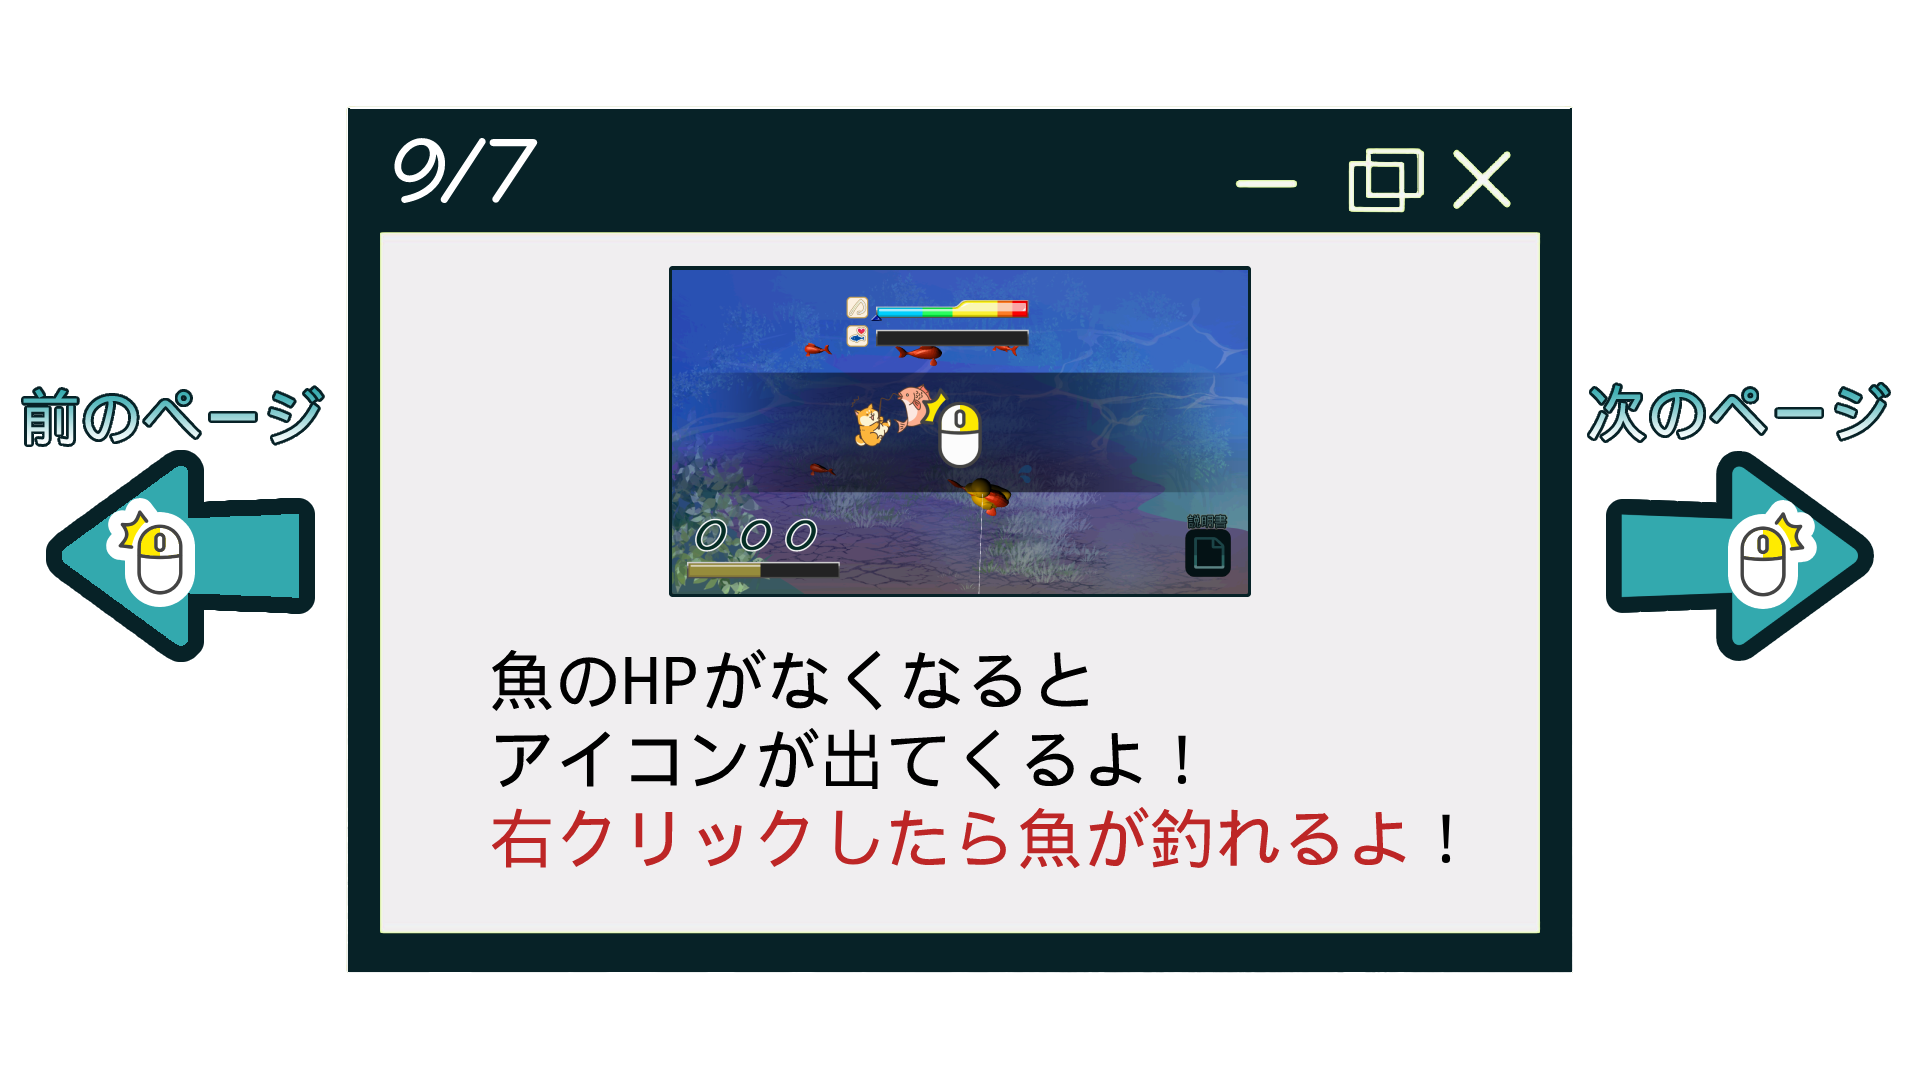 9/7
前のページ
次のページ
説明書
000
魚のHPがなくなると
アイコンが出てくるよ！
右クリックしたら魚が釣れるよ！